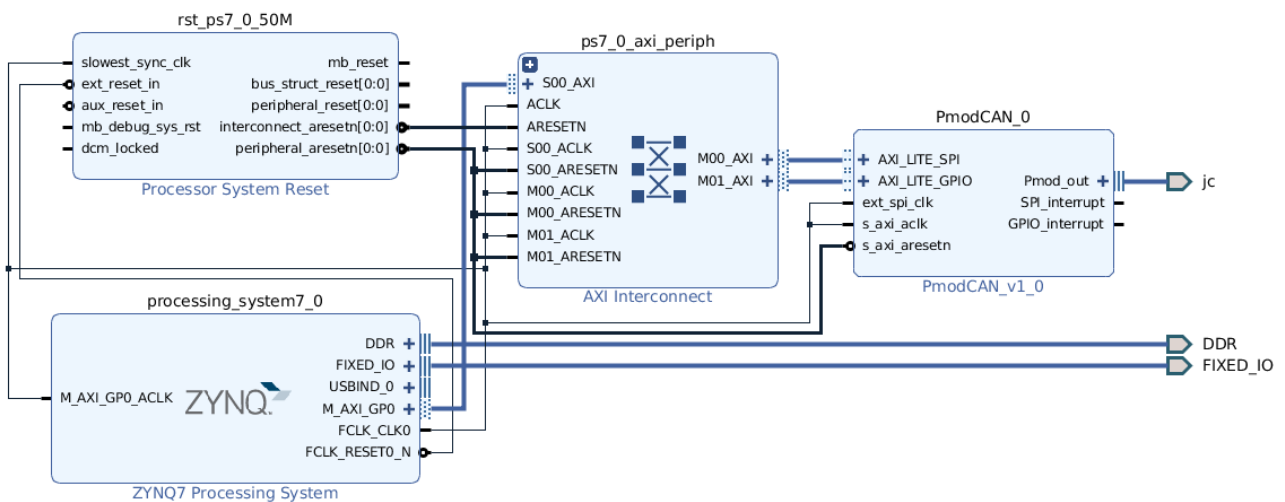 rst_ps7_0_50M
slowest_sync_clk
ext_reset_in
aux_reset_in
mb_debug_sys_rst
dcm_locked
mb_reset
bus_struct_reset[0:0]
peripheral_reset[0:0]
interconnect_aresetn[0:0]
peripheral_aresetn[0:0]
Processor System Reset
ps7_0_axi_periph
S00_AXI
ACLK
ARESETN
S00_ACLK
S00_ARESETN
M00_ACLK
M00_ARESETN
M01_ACLK
M01_ARESETN
M00_AXI
M01_AXI
AXI Interconnect
PmodCAN_0
AXI_LITE_SPI
AXI_LITE_GPIO
ext_spi_clk
s_axi_aclk
s_axi_aresetn
Pmod_out
SPI_interrupt
GPIO_interrupt
PmodCAN_v1_0
jc
processing_system7_0
M_AXI_GP0_ACLK
ZYNQ
DDR
FIXED_IO
USBIND_0
M_AXI_GP0
FCLK_CLK0
FCLK_RESET0_N
ZYNQ7 Processing System
DDR
FIXED_IO